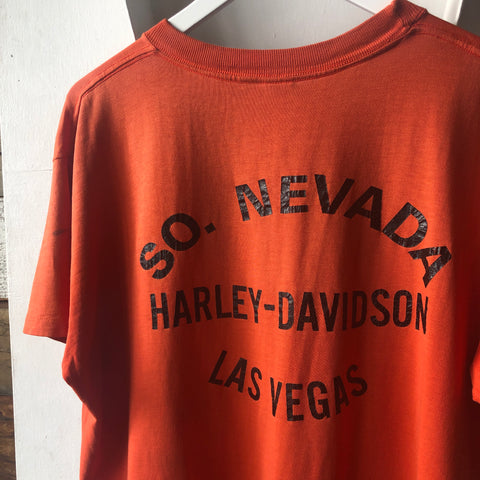 SO. NEVADA
HARLEY-DAVIDSON
LAS VEGAS